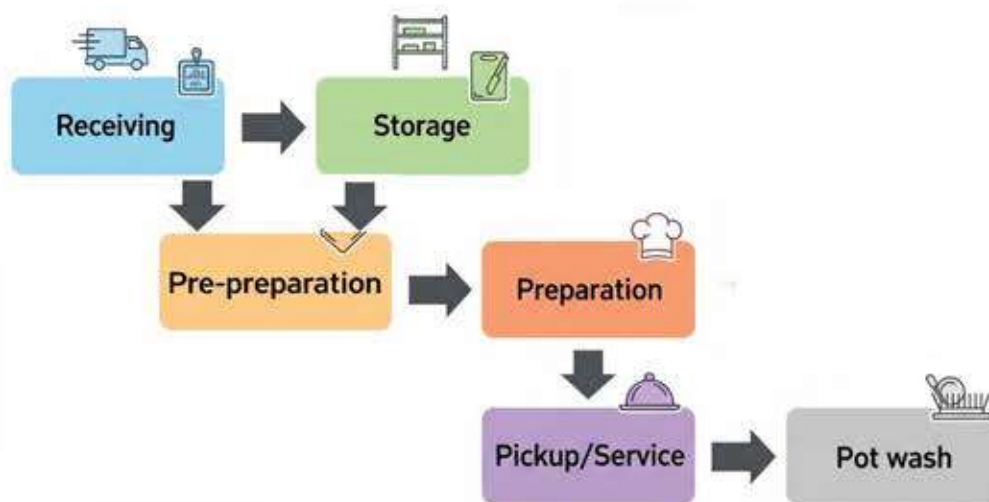 Receiving
Storage
Pre-preparation
Preparation
Pickup/Service
Pot wash